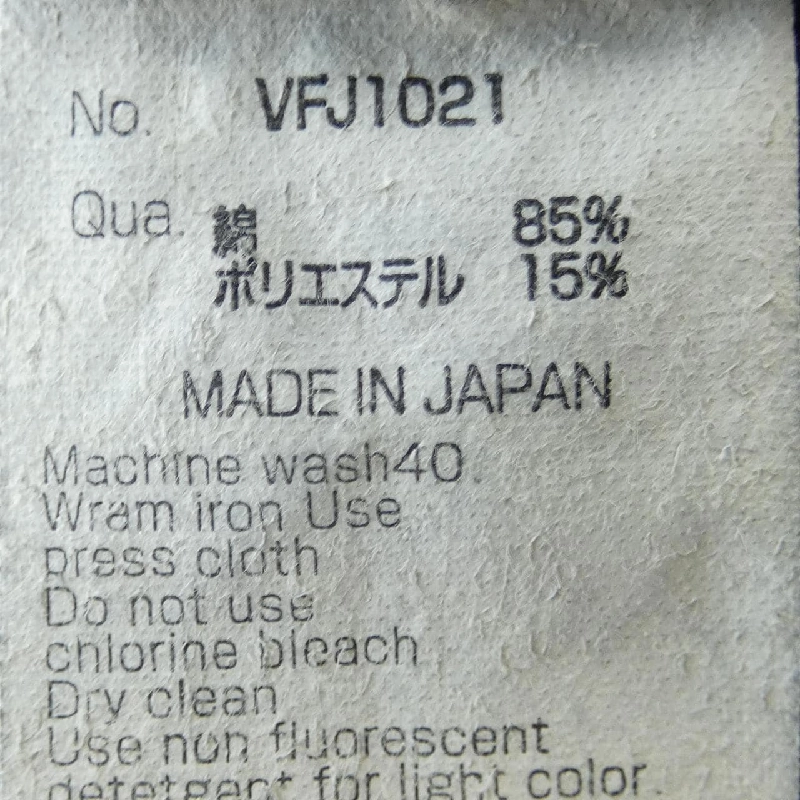 No. VFJ1021
Qua. 綿 85%
ポリエステル 15%
MADE IN JAPAN
Machine wash40.
Wram iron Use
press cloth
Do not use
chlorine bleach
Dry clean
Use non fluorescent
detetgent for light color.